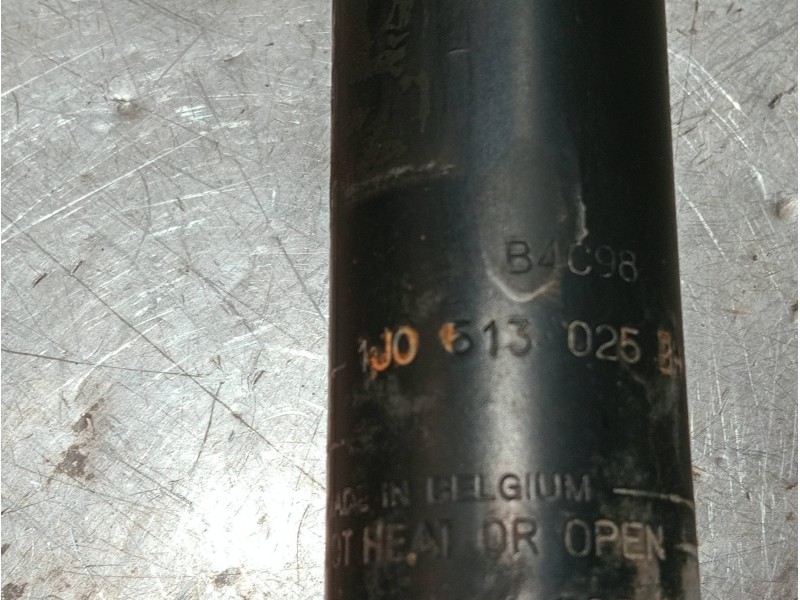 B4C98
1J0 513 025 B
ADE IN BELGIUM
OT HEAT OR OPEN